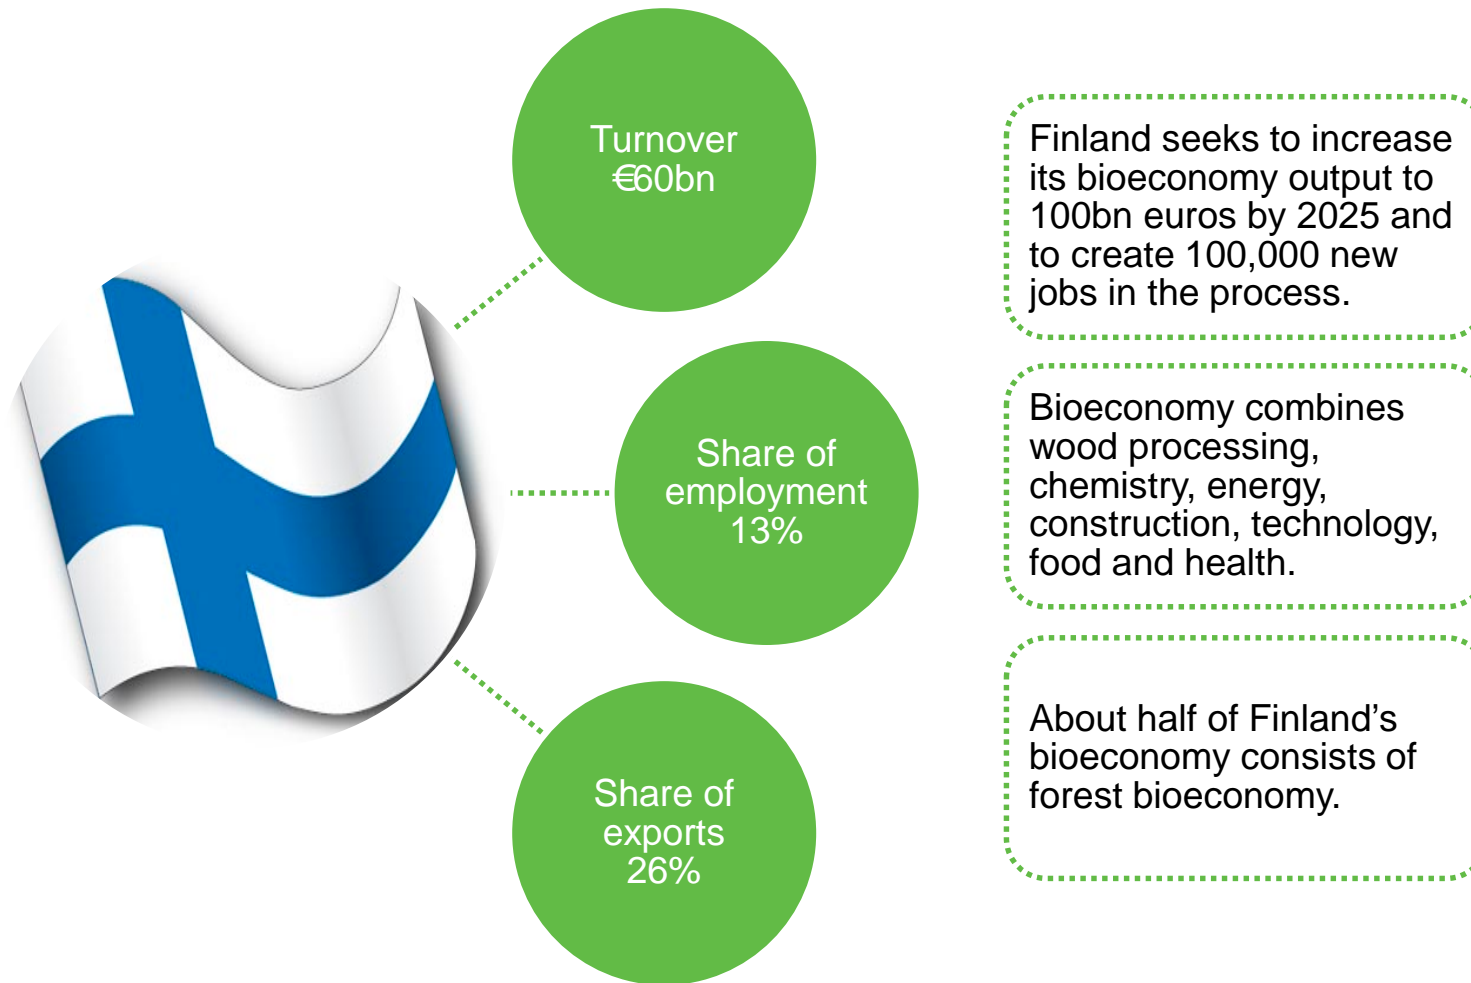 Turnover
€60bn
Share of
employment
13%
Share of
exports
26%
Finland seeks to increase
its bioeconomy output to
100bn euros by 2025 and
to create 100,000 new
jobs in the process.
Bioeconomy combines
wood processing,
chemistry, energy,
construction, technology,
food and health.
About half of Finland’s
bioeconomy consists of
forest bioeconomy.